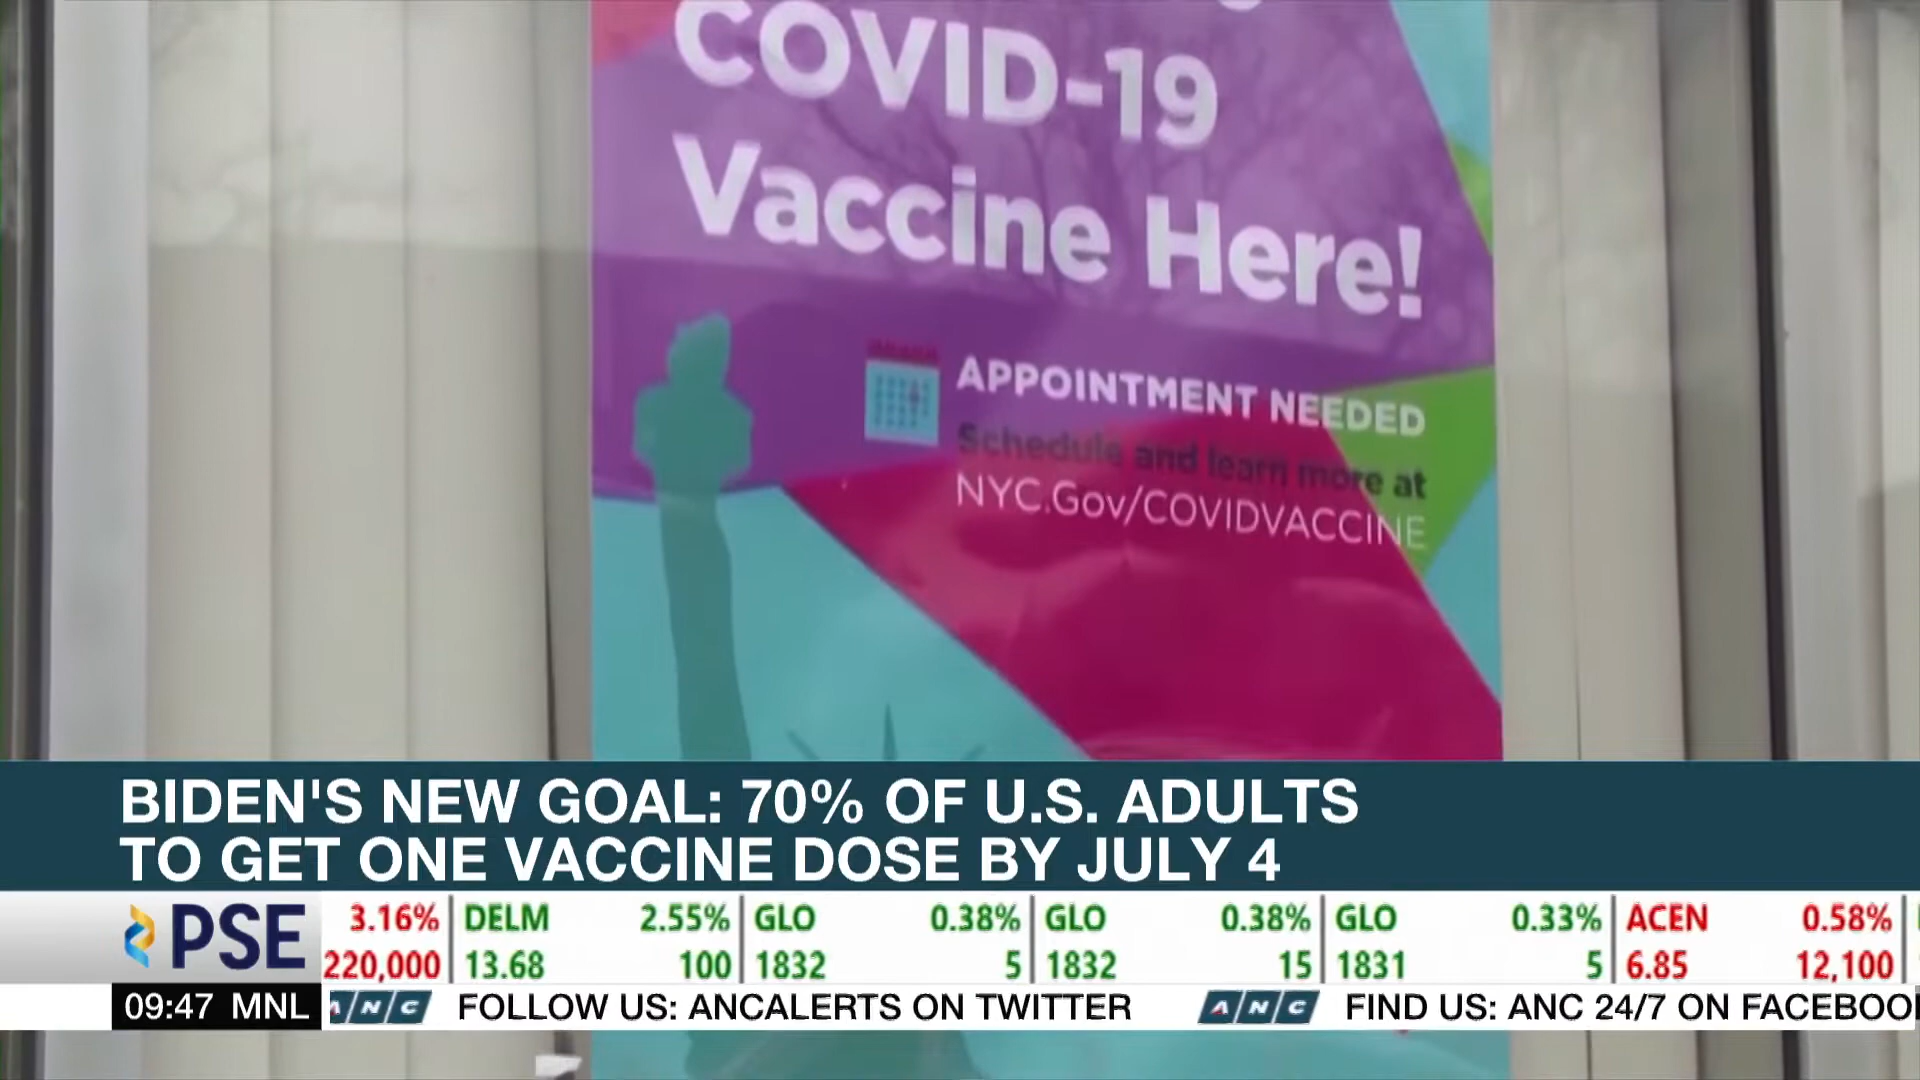 COVID-19
Vaccine Here!
APPOINTMENT NEEDED
Schedule and learn more at
NYC.Gov/COVIDVACCINE
BIDEN'S NEW GOAL: 70% OF U.S. ADULTS
TO GET ONE VACCINE DOSE BY JULY 4
PSE
3.16% DELM 2.55% GLO 0.38% GLO 0.38% GLO 0.33% ACEN 0.58%
220,000 13.68 100 1832 5 1832 15 1831 5 6.85 12,100
09:47 MNL ANC FOLLOW US: ANCALERTS ON TWITTER ANC FIND US: ANC 24/7 ON FACEBOO